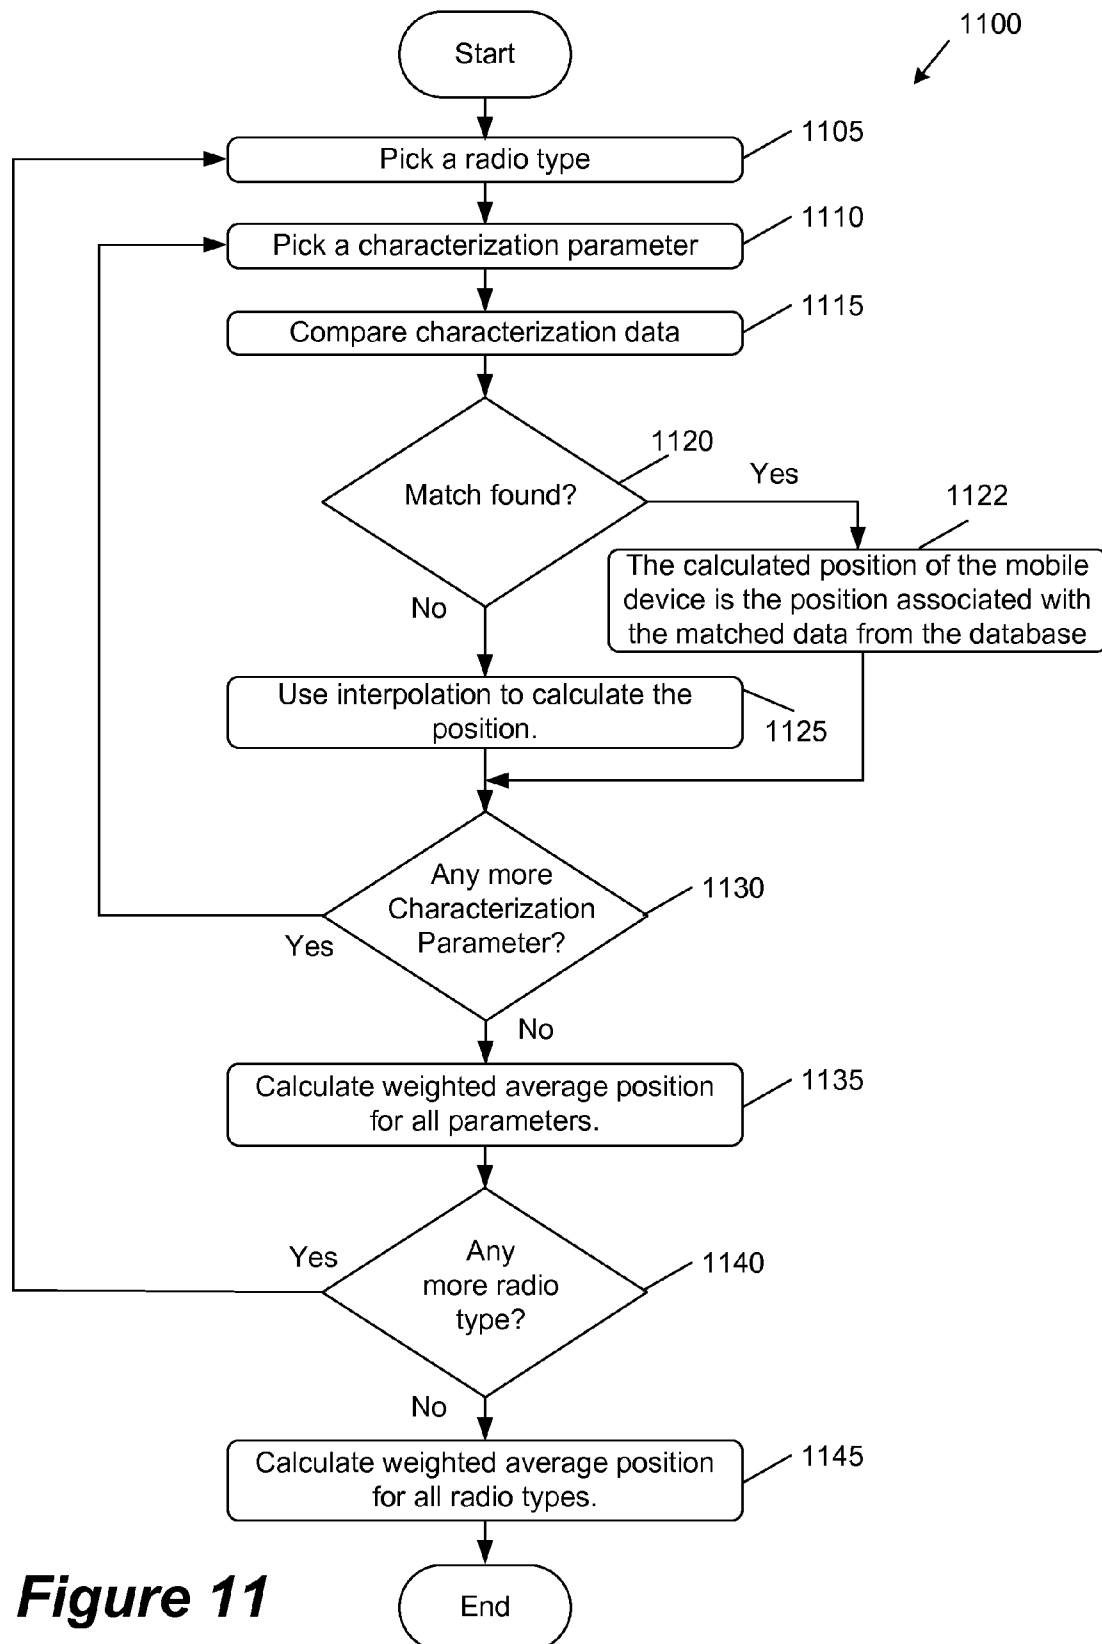 1100
Start
1105
Pick a radio type
1110
Pick a characterization parameter
1115
Compare characterization data
1120
Match found?
Yes
1122
The calculated position of the mobile
device is the position associated with
the matched data from the database
No
Use interpolation to calculate the
position.
1125
Any more
Characterization
Parameter?
1130
Yes
No
Calculate weighted average position
for all parameters.
1135
Yes
Any
more radio
type?
1140
No
Calculate weighted average position
for all radio types.
1145
End
Figure 11